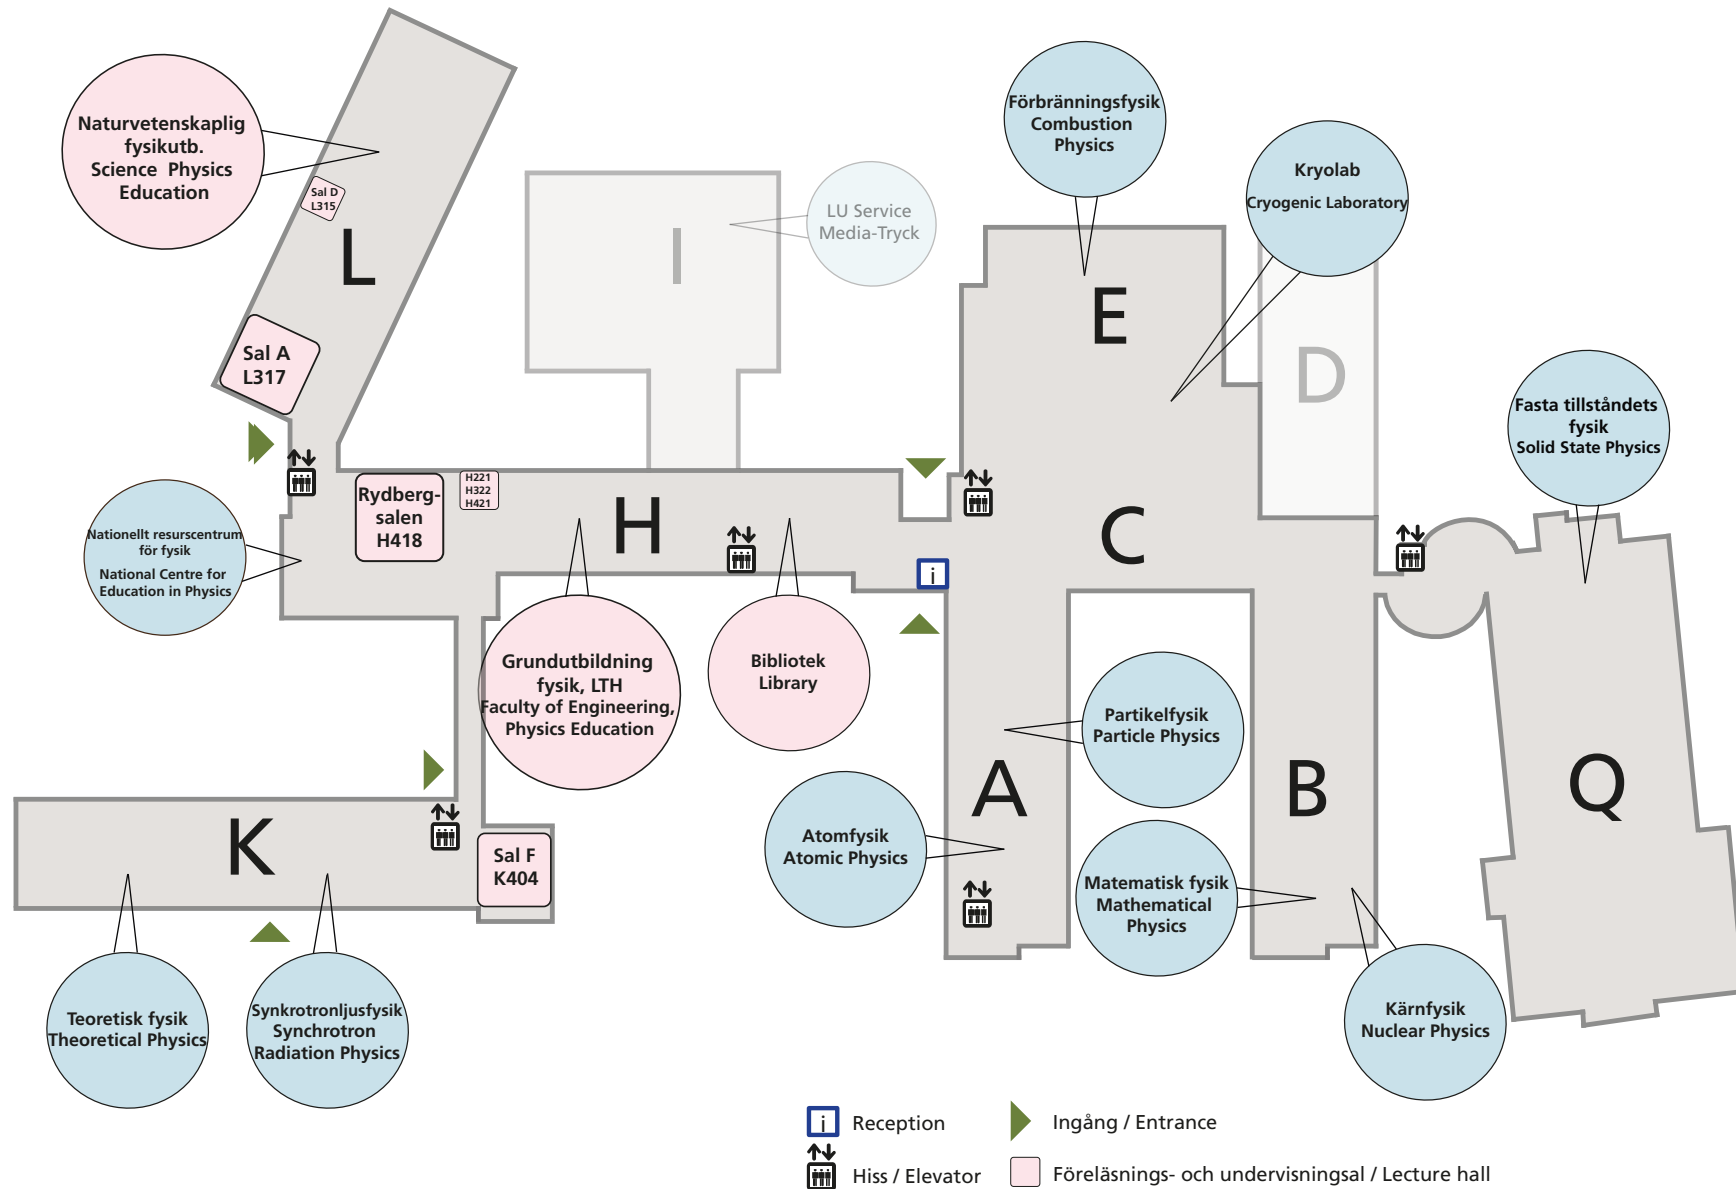 Naturvetenskaplig
fysikutb.
Science Physics
Education
Sal D
L315
L
Sal A
L317
I
LU Service
Media-Tryck
Förbränningsfysik
Combustion
Physics
Kryolab
Cryogenic Laboratory
E
D
Fasta tillståndets
fysik
Solid State Physics
Nationellt resurscentrum
för fysik
National Centre for
Education in Physics
Rydberg-
salen
H418
H221
H322
H421
H
C
i
Grundutbildning
fysik, LTH
Faculty of Engineering,
Physics Education
Bibliotek
Library
Partikelfysik
Particle Physics
A
B
Q
K
Sal F
K404
Atomfysik
Atomic Physics
Matematisk fysik
Mathematical
Physics
Teoretisk fysik
Theoretical Physics
Synkrotronljusfysik
Synchrotron
Radiation Physics
Kärnfysik
Nuclear Physics
i Reception
Ingång / Entrance
Hiss / Elevator
Föreläsnings- och undervisningsal / Lecture hall